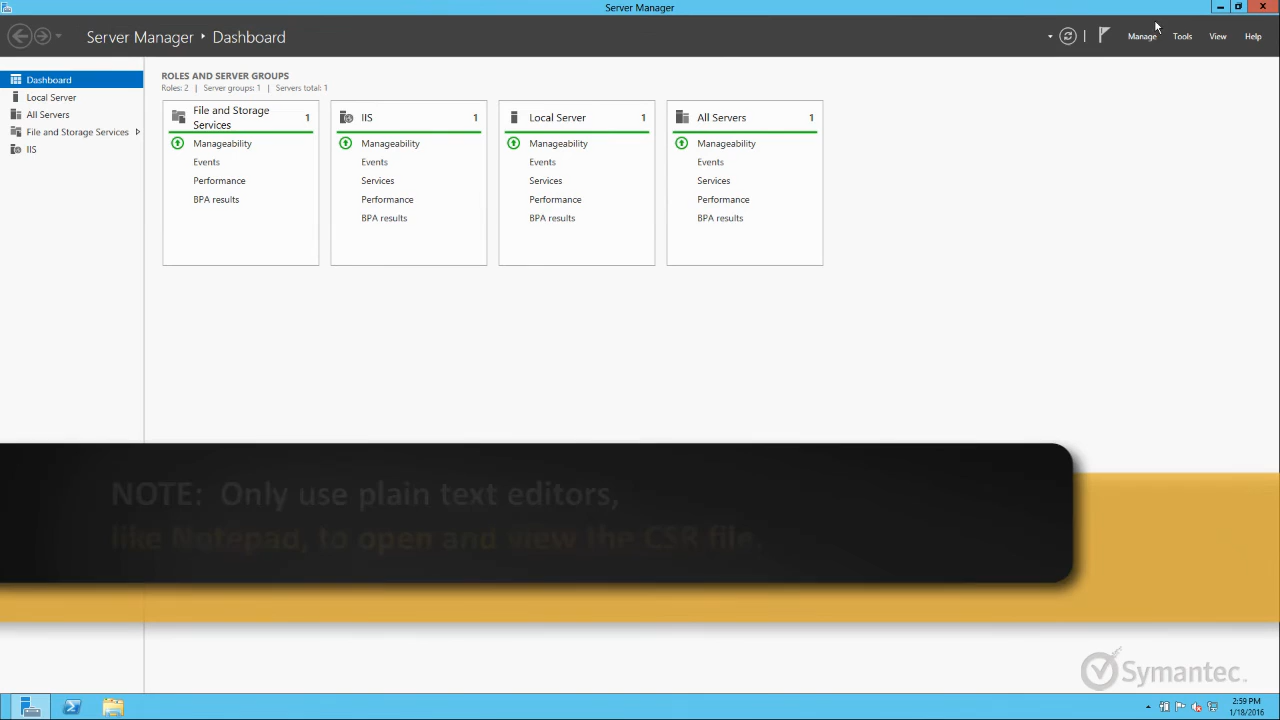 Server Manager
Server Manager ‣ Dashboard
Manage
Tools
View
Help
Dashboard
Local Server
All Servers
File and Storage Services
IIS
ROLES AND SERVER GROUPS
Roles: 2 | Server groups: 1 | Servers total: 1
File and Storage
Services
1
Manageability
Events
Performance
BPA results
IIS
1
Manageability
Events
Services
Performance
BPA results
Local Server
1
Manageability
Events
Services
Performance
BPA results
All Servers
1
Manageability
Events
Services
Performance
BPA results
NOTE: Only use plain text editors,
like Notepad, to open and view the CSR file.
Symantec™
2:59 PM
1/18/2016